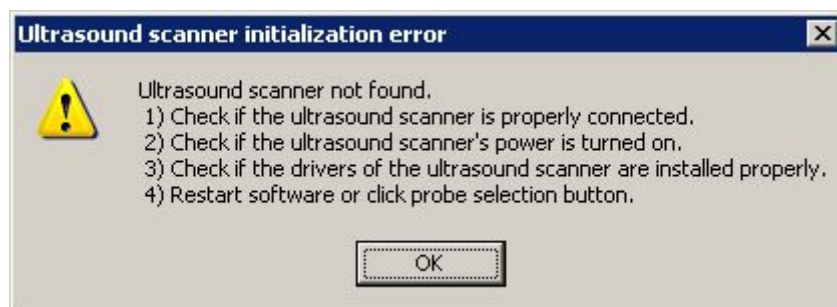 Ultrasound scanner initialization error
Ultrasound scanner not found.
1) Check if the ultrasound scanner is properly connected.
2) Check if the ultrasound scanner's power is turned on.
3) Check if the drivers of the ultrasound scanner are installed properly.
4) Restart software or click probe selection button.
OK